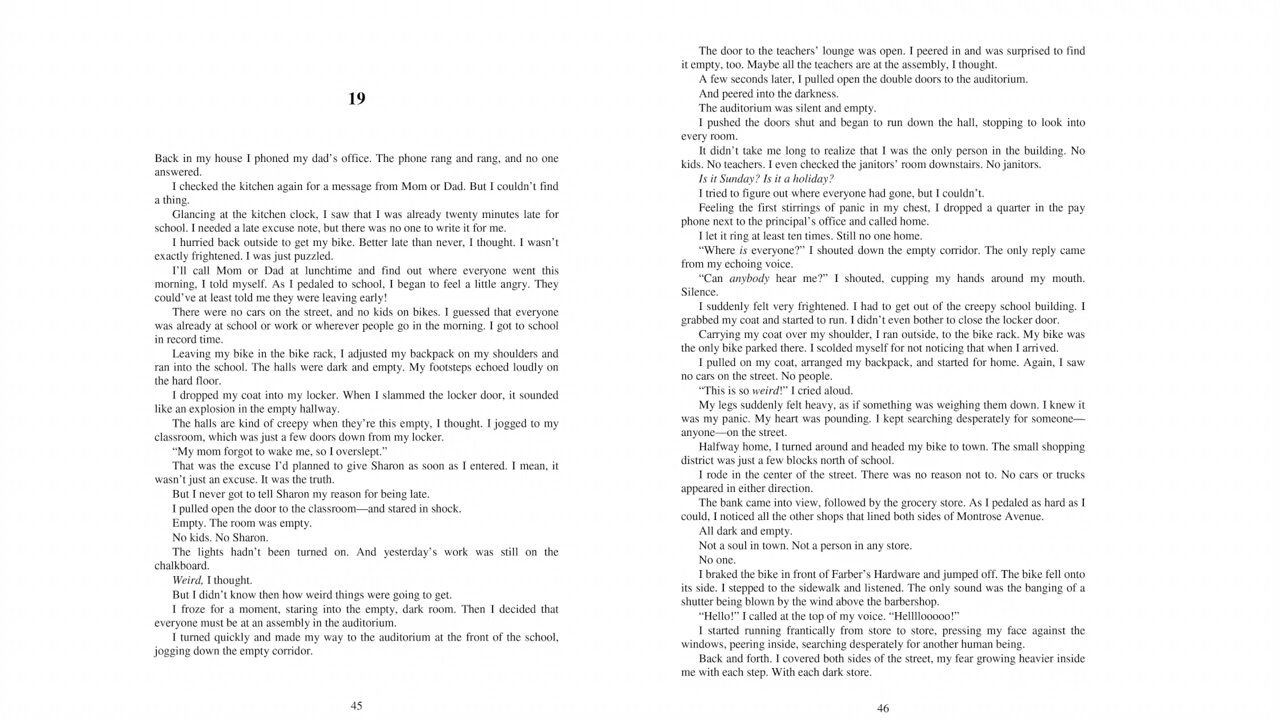 19
Back in my house I phoned my dad’s office. The phone rang and rang, and no one
answered.
I checked the kitchen again for a message from Mom or Dad. But I couldn’t find
a thing.
Glancing at the kitchen clock, I saw that I was already twenty minutes late for
school. I needed a late excuse note, but there was no one to write it for me.
I hurried back outside to get my bike. Better late than never, I thought. I wasn’t
exactly frightened. I was just puzzled.
I’ll call Mom or Dad at lunchtime and find out where everyone went this
morning, I told myself. As I pedaled to school, I began to feel a little angry. They
could’ve at least told me they were leaving early!
There were no cars on the street, and no kids on bikes. I guessed that everyone
was already at school or work or wherever people go in the morning. I got to school
in record time.
Leaving my bike in the bike rack, I adjusted my backpack on my shoulders and
ran into the school. The halls were dark and empty. My footsteps echoed loudly on
the hard floor.
I dropped my coat into my locker. When I slammed the locker door, it sounded
like an explosion in the empty hallway.
The halls are kind of creepy when they’re this empty, I thought. I jogged to my
classroom, which was just a few doors down from my locker.
“My mom forgot to wake me, so I overslept.”
That was the excuse I’d planned to give Sharon as soon as I entered. I mean, it
wasn’t just an excuse. It was the truth.
But I never got to tell Sharon my reason for being late.
I pulled open the door to the classroom—and stared in shock.
Empty. The room was empty.
No kids. No Sharon.
The lights hadn’t been turned on. And yesterday’s work was still on the
chalkboard.
Weird, I thought.
But I didn’t know then how weird things were going to get.
I froze for a moment, staring into the empty, dark room. Then I decided that
everyone must be at an assembly in the auditorium.
I turned quickly and made my way to the auditorium at the front of the school,
jogging down the empty corridor.
45
The door to the teachers’ lounge was open. I peered in and was surprised to find
it empty, too. Maybe all the teachers are at the assembly, I thought.
A few seconds later, I pulled open the double doors to the auditorium.
And peered into the darkness.
The auditorium was silent and empty.
I pushed the doors shut and began to run down the hall, stopping to look into
every room.
It didn’t take me long to realize that I was the only person in the building. No
kids. No teachers. I even checked the janitors’ room downstairs. No janitors.
Is it Sunday? Is it a holiday?
I tried to figure out where everyone had gone, but I couldn’t.
Feeling the first stirrings of panic in my chest, I dropped a quarter in the pay
phone next to the principal’s office and called home.
I let it ring at least ten times. Still no one home.
“Where is everyone?” I shouted down the empty corridor. The only reply came
from my echoing voice.
“Can anybody hear me?” I shouted, cupping my hands around my mouth.
Silence.
I suddenly felt very frightened. I had to get out of the creepy school building. I
grabbed my coat and started to run. I didn’t even bother to close the locker door.
Carrying my coat over my shoulder, I ran outside, to the bike rack. My bike was
the only bike parked there. I scolded myself for not noticing that when I arrived.
I pulled on my coat, arranged my backpack, and started for home. Again, I saw
no cars on the street. No people.
“This is so weird!” I cried aloud.
My legs suddenly felt heavy, as if something was weighing them down. I knew it
was my panic. My heart was pounding. I kept searching desperately for someone—
anyone—on the street.
Halfway home, I turned around and headed my bike to town. The small shopping
district was just a few blocks north of school.
I rode in the center of the street. There was no reason not to. No cars or trucks
appeared in either direction.
The bank came into view, followed by the grocery store. As I pedaled as hard as I
could, I noticed all the other shops that lined both sides of Montrose Avenue.
All dark and empty.
Not a soul in town. Not a person in any store.
No one.
I braked the bike in front of Farber’s Hardware and jumped off. The bike fell onto
its side. I stepped to the sidewalk and listened. The only sound was the banging of a
shutter being blown by the wind above the barbershop.
“Hello!” I called at the top of my voice. “Hellllooooo!”
I started running frantically from store to store, pressing my face against the
windows, peering inside, searching desperately for another human being.
Back and forth. I covered both sides of the street, my fear growing heavier inside
me with each step. With each dark store.
46